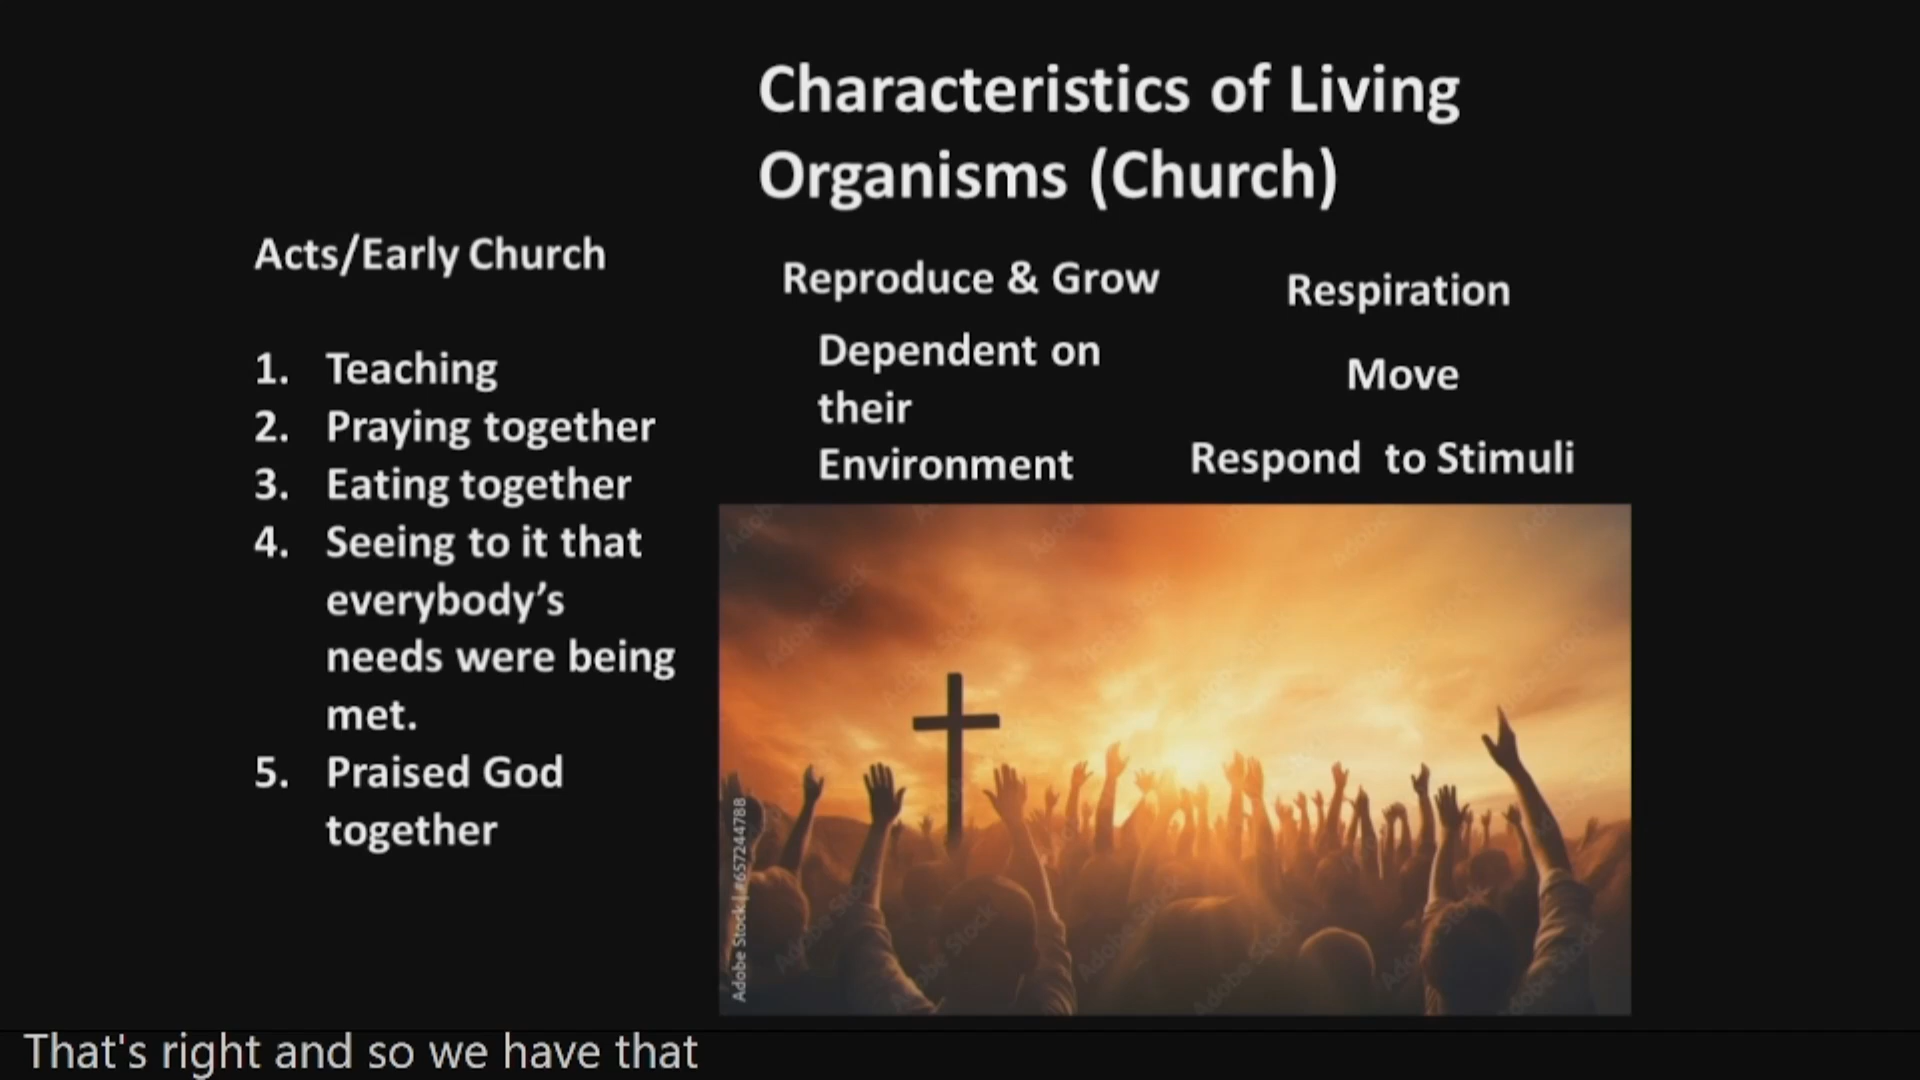 Characteristics of Living
Organisms (Church)
Acts/Early Church
1. Teaching
2. Praying together
3. Eating together
4. Seeing to it that
everybody’s
needs were being
met.
5. Praised God
together
Reproduce & Grow
Dependent on
their
Environment
Respiration
Move
Respond to Stimuli
Adobe Stock | #657244788
That's right and so we have that